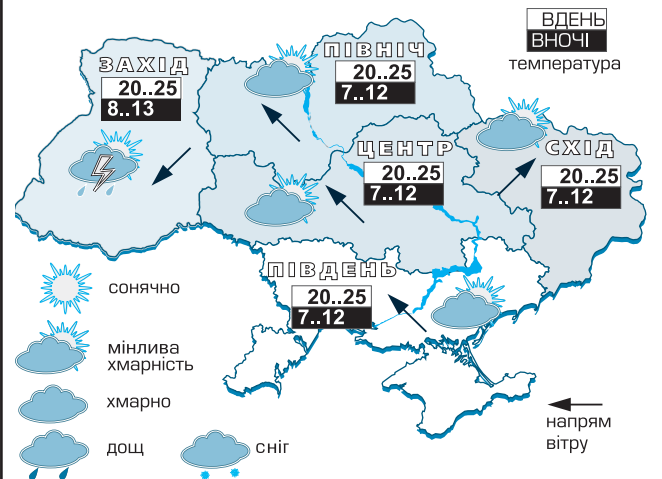 ВДЕНЬ
ВНОЧІ
температура
ПІВНІЧ
20..25
7..12
ЗАХІД
20..25
8..13
ЦЕНТР
20..25
7..12
СХІД
20..25
7..12
ПІВДЕНЬ
20..25
7..12
сонячно
мінлива
хмарність
хмарно
дощ
сніг
напрям
вітру